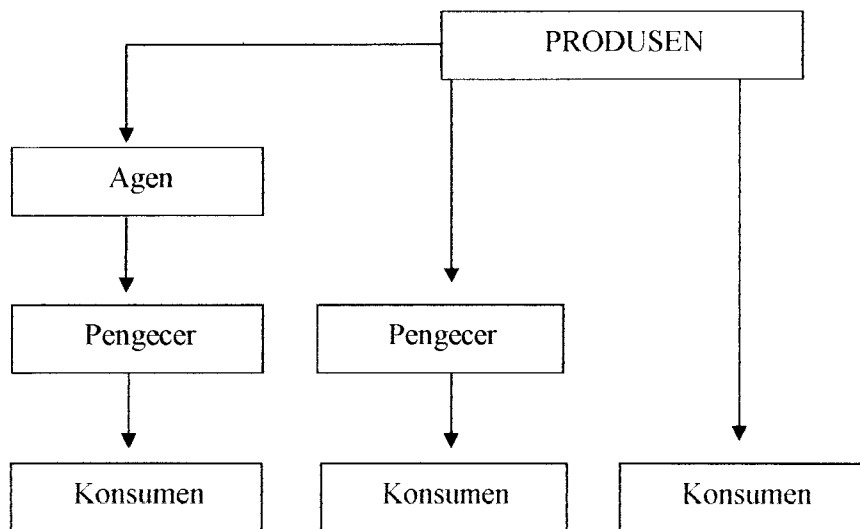 PRODUSEN
Agen
Pengecer
Pengecer
Konsumen
Konsumen
Konsumen